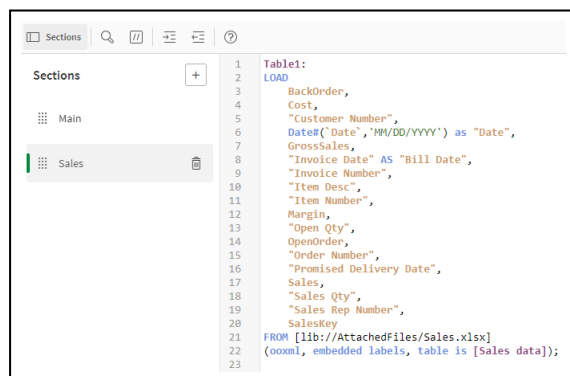 Sections
Sections
+
Main
Sales
1 Table1:
2 LOAD
3 BackOrder,
4 Cost,
5 "Customer Number",
6 Date#(`Date`,'MM/DD/YYYY') as "Date",
7 GrossSales,
8 "Invoice Date" AS "Bill Date",
9 "Invoice Number",
10 "Item Desc",
11 "Item Number",
12 Margin,
13 "Open Qty",
14 OpenOrder,
15 "Order Number",
16 "Promised Delivery Date",
17 Sales,
18 "Sales Qty",
19 "Sales Rep Number",
20 SalesKey
21 FROM [lib://AttachedFiles/Sales.xlsx]
22 (ooxml, embedded labels, table is [Sales data]);
23